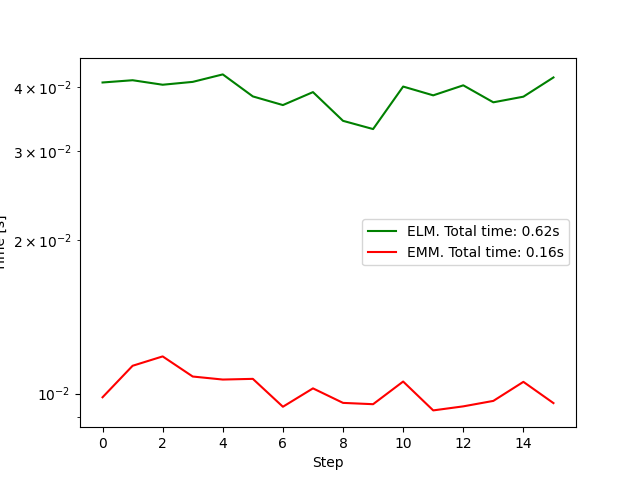 4 × 10⁻²
3 × 10⁻²
2 × 10⁻²
10⁻²
Time [s]
ELM. Total time: 0.62s
EMM. Total time: 0.16s
0 2 4 6 8 10 12 14
Step